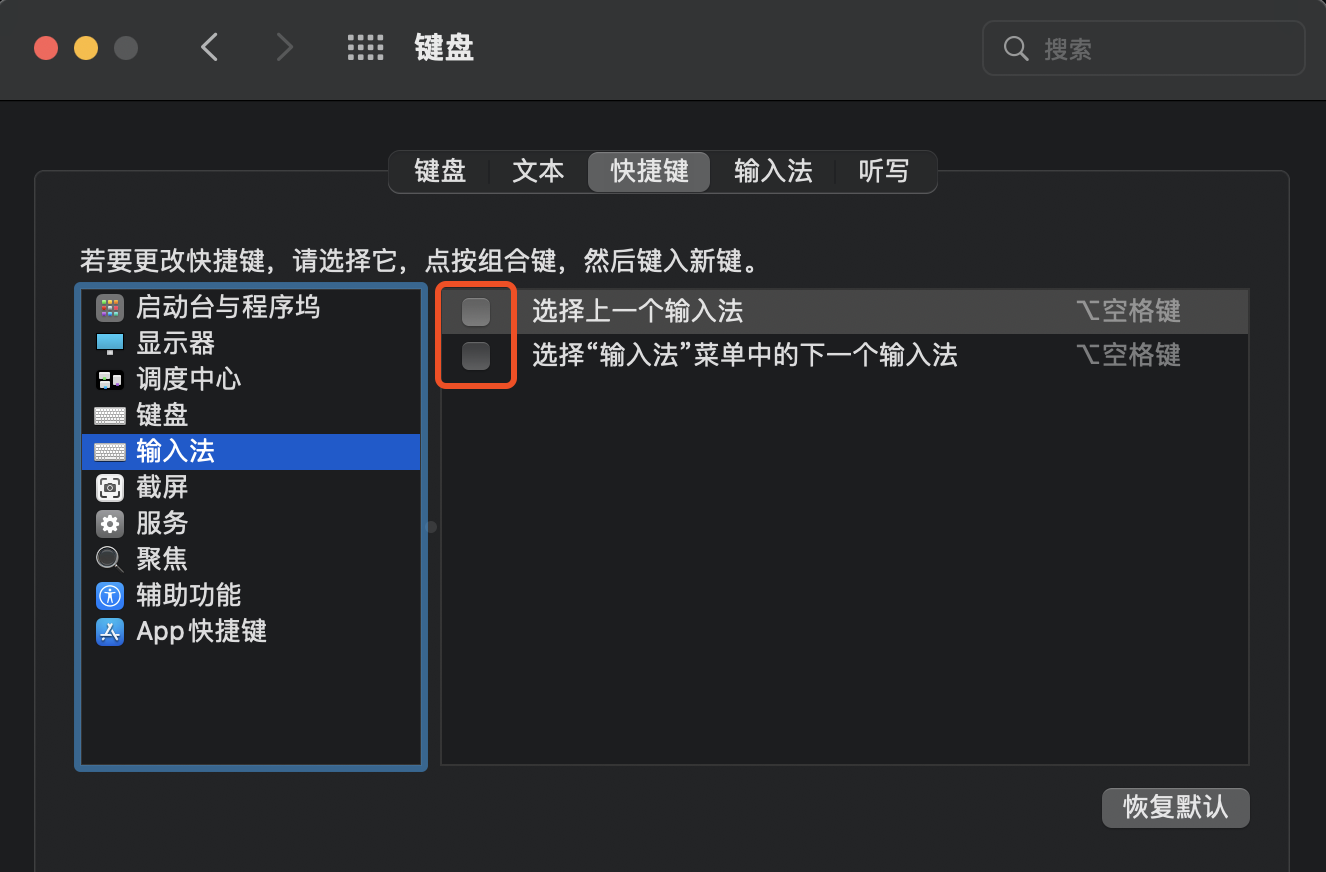 键盘
搜索
键盘 文本 快捷键 输入法 听写
若要更改快捷键，请选择它，点按组合键，然后键入新键。
启动台与程序坞
显示器
调度中心
键盘
输入法
截屏
服务
聚焦
辅助功能
App 快捷键
选择上一个输入法 ⌥空格键
选择“输入法”菜单中的下一个输入法 ⌥空格键
恢复默认